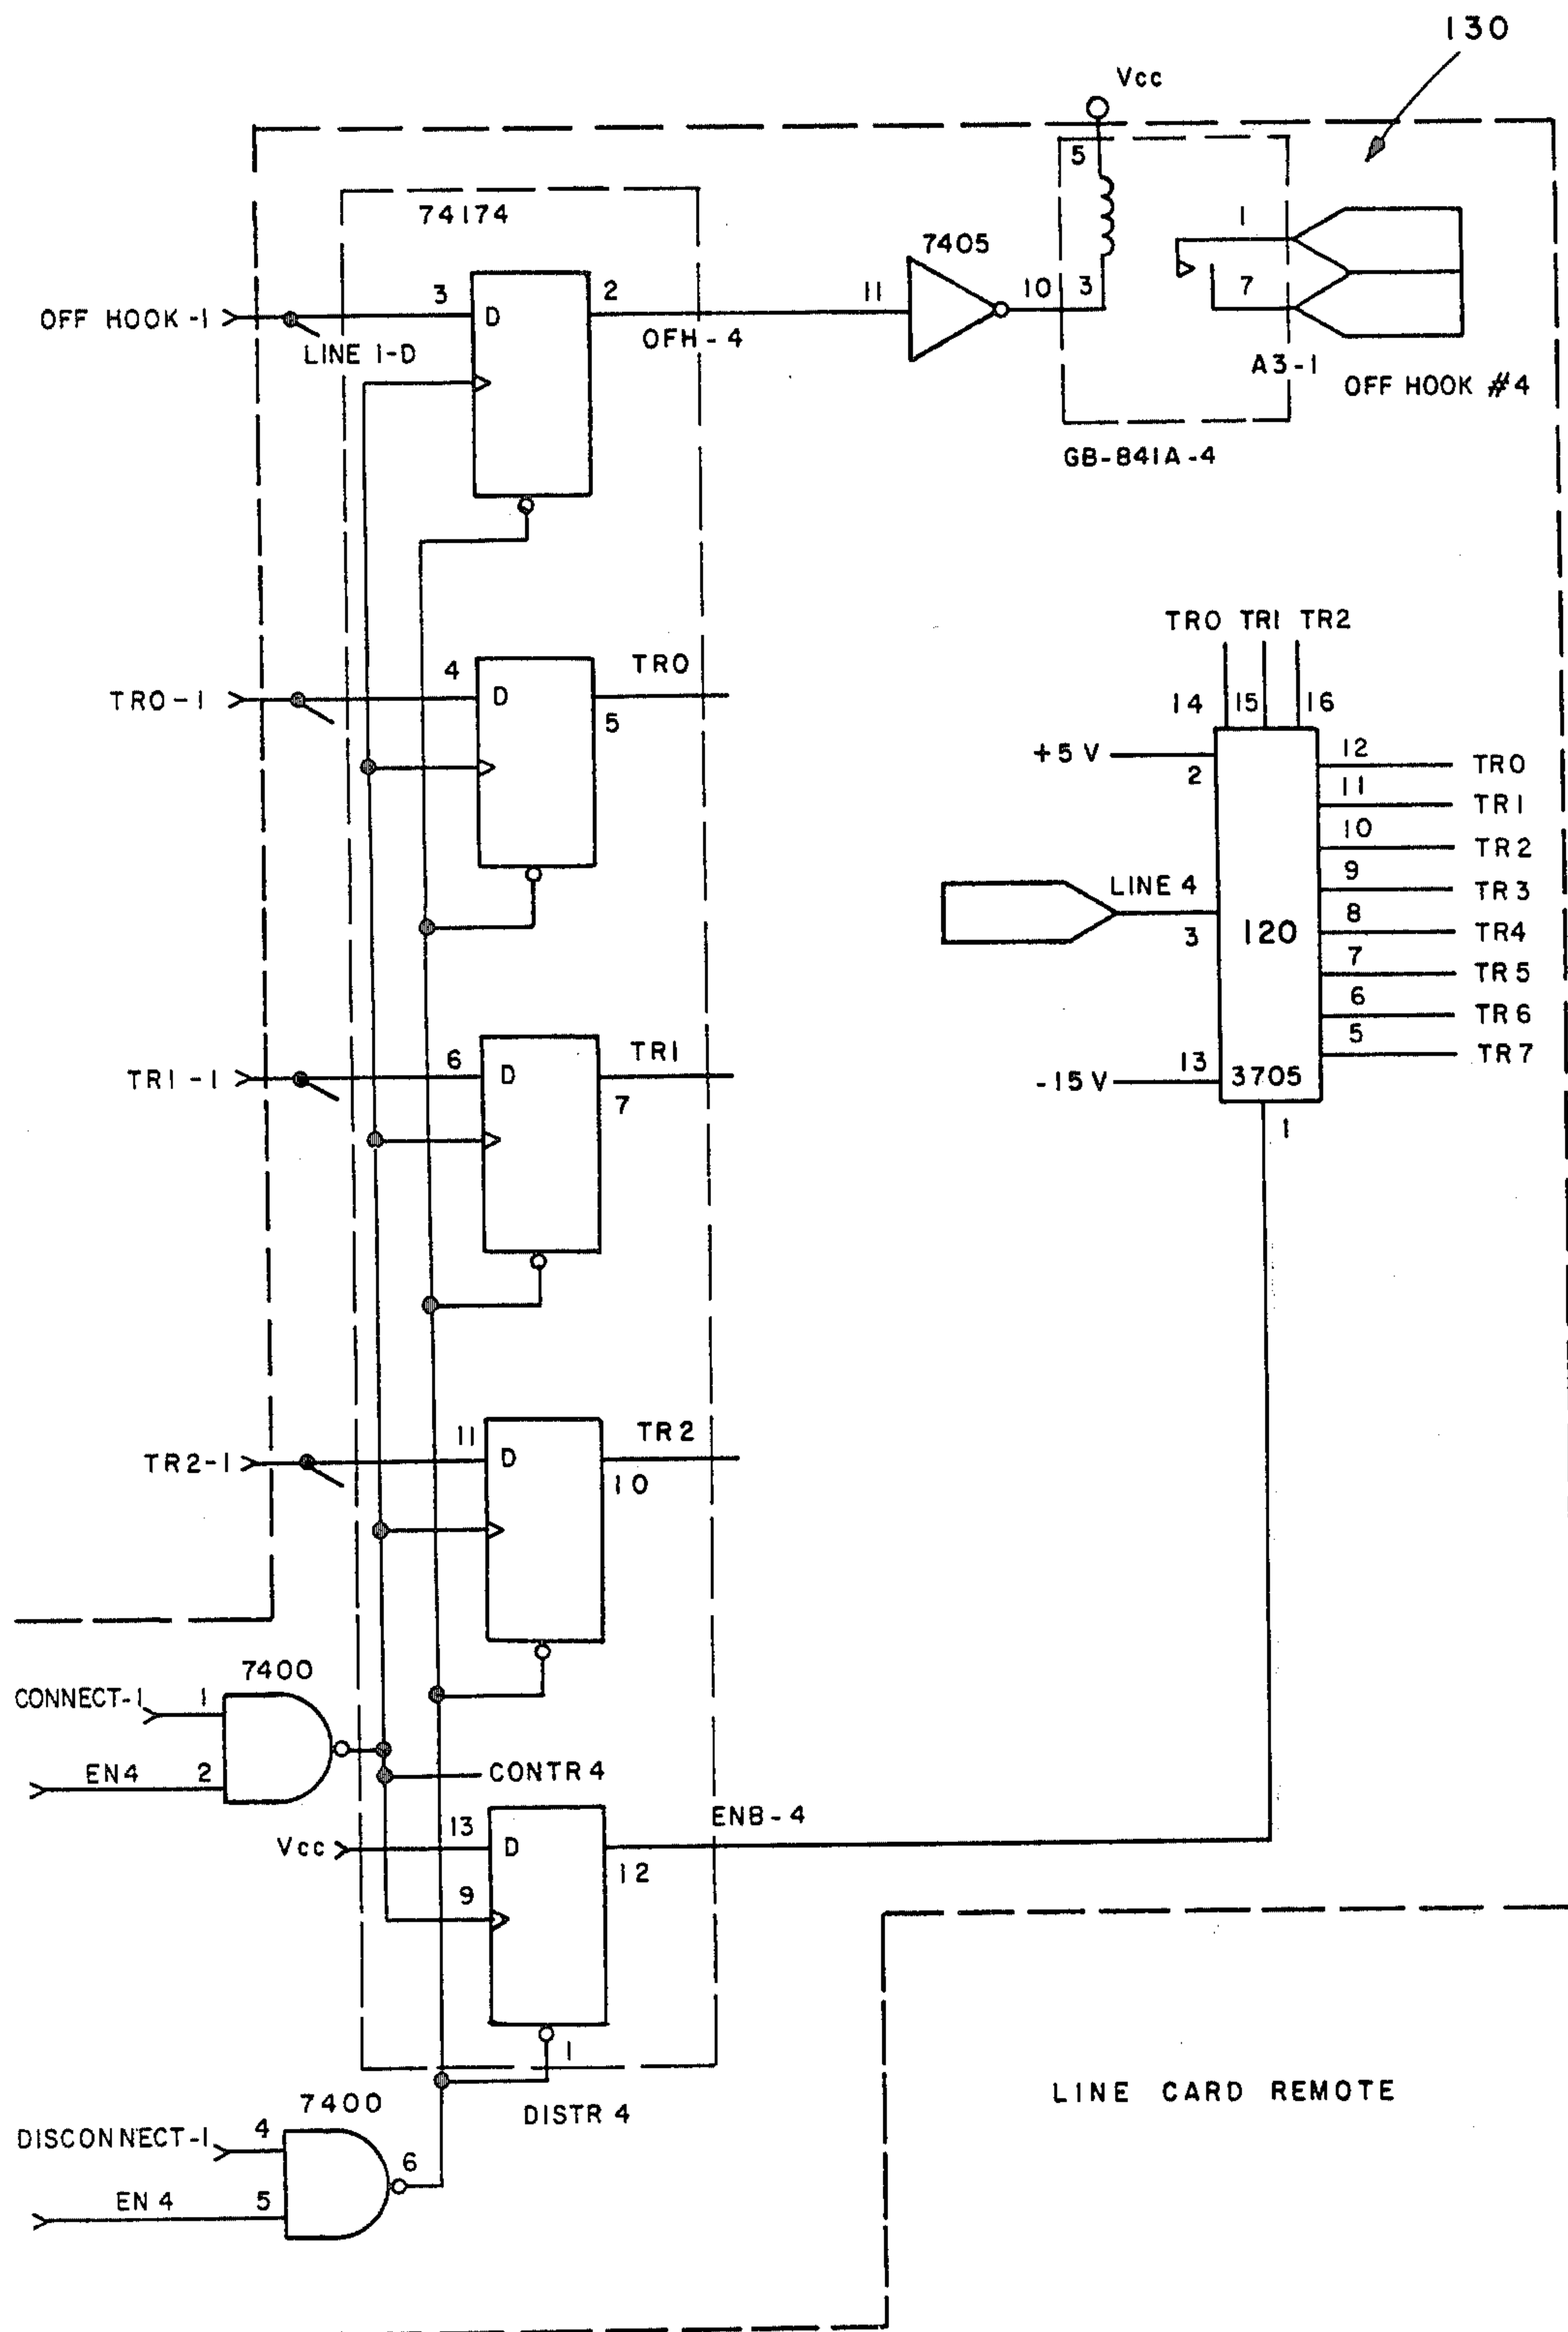 130
Vcc
5
74174
7405
1
3
2
11
10
3
7
OFF HOOK-1
D
OFH-4
LINE 1-D
A3-1
OFF HOOK #4
GB-841A-4
TR0 TR1 TR2
4
TR0
TR0-1
D
5
14
15
16
+5V
2
12
TR0
11
TR1
10
TR2
9
TR3
LINE 4
3
120
8
TR4
7
TR5
6
TR6
5
TR7
6
TR1
TR1-1
D
7
-15V
13
3705
1
11
TR2
TR2-1
D
10
7400
CONNECT-1
1
EN4
2
CONTR4
ENB-4
13
Vcc
D
12
9
1
7400
DISTR 4
LINE CARD REMOTE
DISCONNECT-1
4
6
EN 4
5